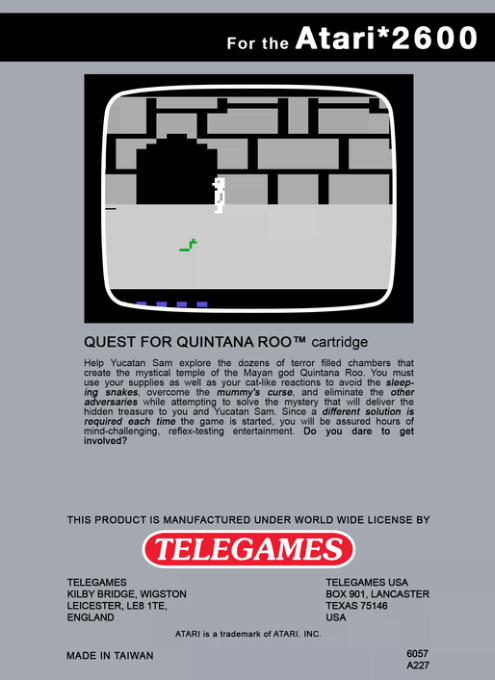 For the Atari*2600
QUEST FOR QUINTANA ROO™ cartridge
Help Yucatan Sam explore the dozens of terror filled chambers that
create the mystical temple of the Mayan god Quintana Roo. You must
use your supplies as well as your cat-like reactions to avoid the sleep-
ing snakes, overcome the mummy's curse, and eliminate the other
adversaries while attempting to solve the mystery that will deliver the
hidden treasure to you and Yucatan Sam. Since a different solution is
required each time the game is started, you will be assured hours of
mind-challenging, reflex-testing entertainment. Do you dare to get
involved?
THIS PRODUCT IS MANUFACTURED UNDER WORLD WIDE LICENSE BY
TELEGAMES
TELEGAMES
KILBY BRIDGE, WIGSTON
LEICESTER, LE8 1TE,
ENGLAND
TELEGAMES USA
BOX 901, LANCASTER
TEXAS 75146
USA
ATARI is a trademark of ATARI. INC.
MADE IN TAIWAN
6057
A227